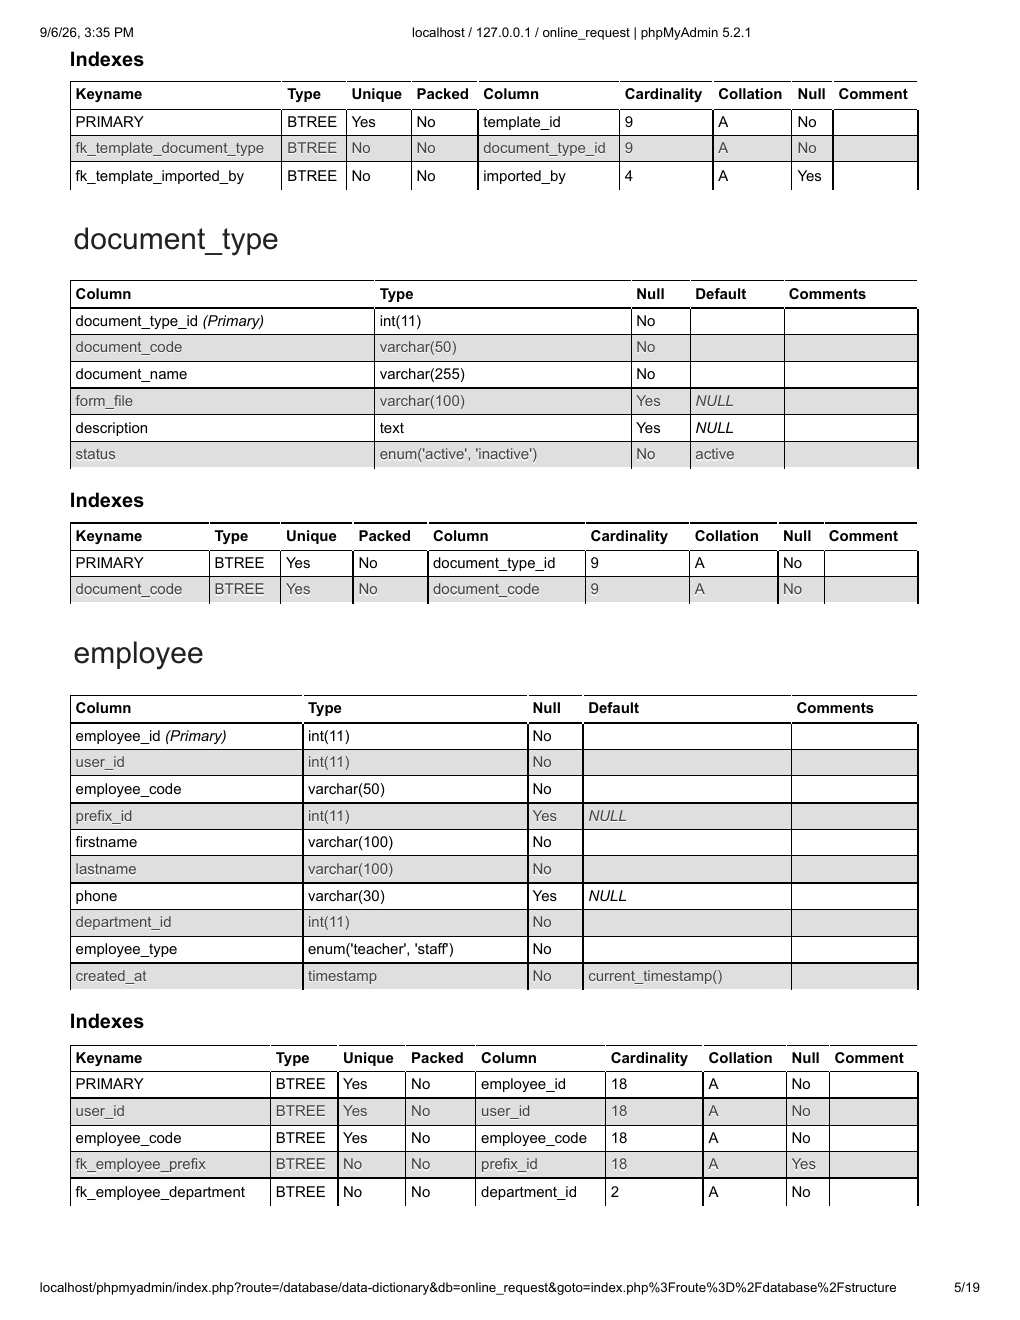 9/6/26, 3:35 PM localhost / 127.0.0.1 / online_request | phpMyAdmin 5.2.1
Indexes
Keyname Type Unique Packed Column Cardinality Collation Null Comment
PRIMARY BTREE Yes No template_id 9 A No
fk_template_document_type BTREE No No document_type_id 9 A No
fk_template_imported_by BTREE No No imported_by 4 A Yes
document_type
Column Type Null Default Comments
document_type_id (Primary) int(11) No
document_code varchar(50) No
document_name varchar(255) No
form_file varchar(100) Yes NULL
description text Yes NULL
status enum('active', 'inactive') No active
Indexes
Keyname Type Unique Packed Column Cardinality Collation Null Comment
PRIMARY BTREE Yes No document_type_id 9 A No
document_code BTREE Yes No document_code 9 A No
employee
Column Type Null Default Comments
employee_id (Primary) int(11) No
user_id int(11) No
employee_code varchar(50) No
prefix_id int(11) Yes NULL
firstname varchar(100) No
lastname varchar(100) No
phone varchar(30) Yes NULL
department_id int(11) No
employee_type enum('teacher', 'staff') No
created_at timestamp No current_timestamp()
Indexes
Keyname Type Unique Packed Column Cardinality Collation Null Comment
PRIMARY BTREE Yes No employee_id 18 A No
user_id BTREE Yes No user_id 18 A No
employee_code BTREE Yes No employee_code 18 A No
fk_employee_prefix BTREE No No prefix_id 18 A Yes
fk_employee_department BTREE No No department_id 2 A No
localhost/phpmyadmin/index.php?route=/database/data-dictionary&db=online_request&goto=index.php%3Froute%3D%2Fdatabase%2Fstructure 5/19